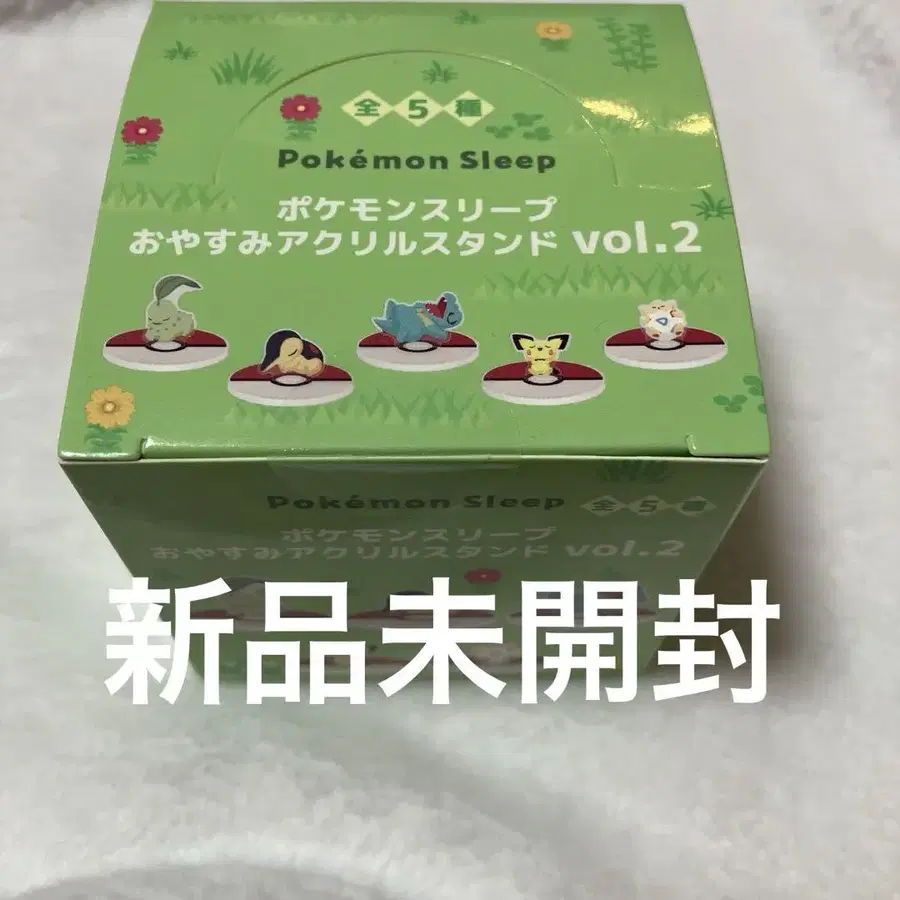 全5種
Pokémon Sleep
ポケモンスリープ
おやすみアクリルスタンド vol.2
Pokémon Sleep 全5種
ポケモンスリープ
おやすみアクリルスタンド vol.2
新品未開封